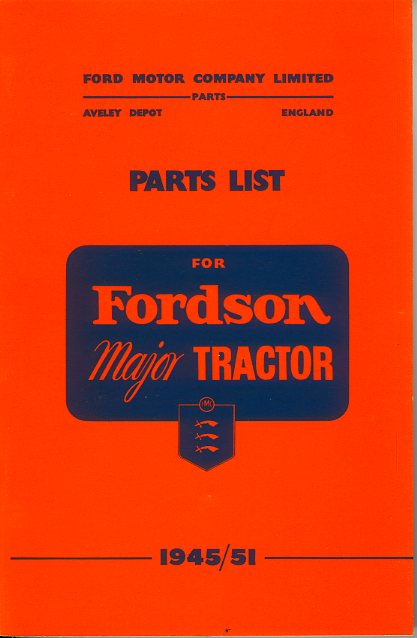 FORD MOTOR COMPANY LIMITED
PARTS
AVELEY DEPOT ENGLAND
PARTS LIST
FOR
Fordson
Major TRACTOR
1945/51